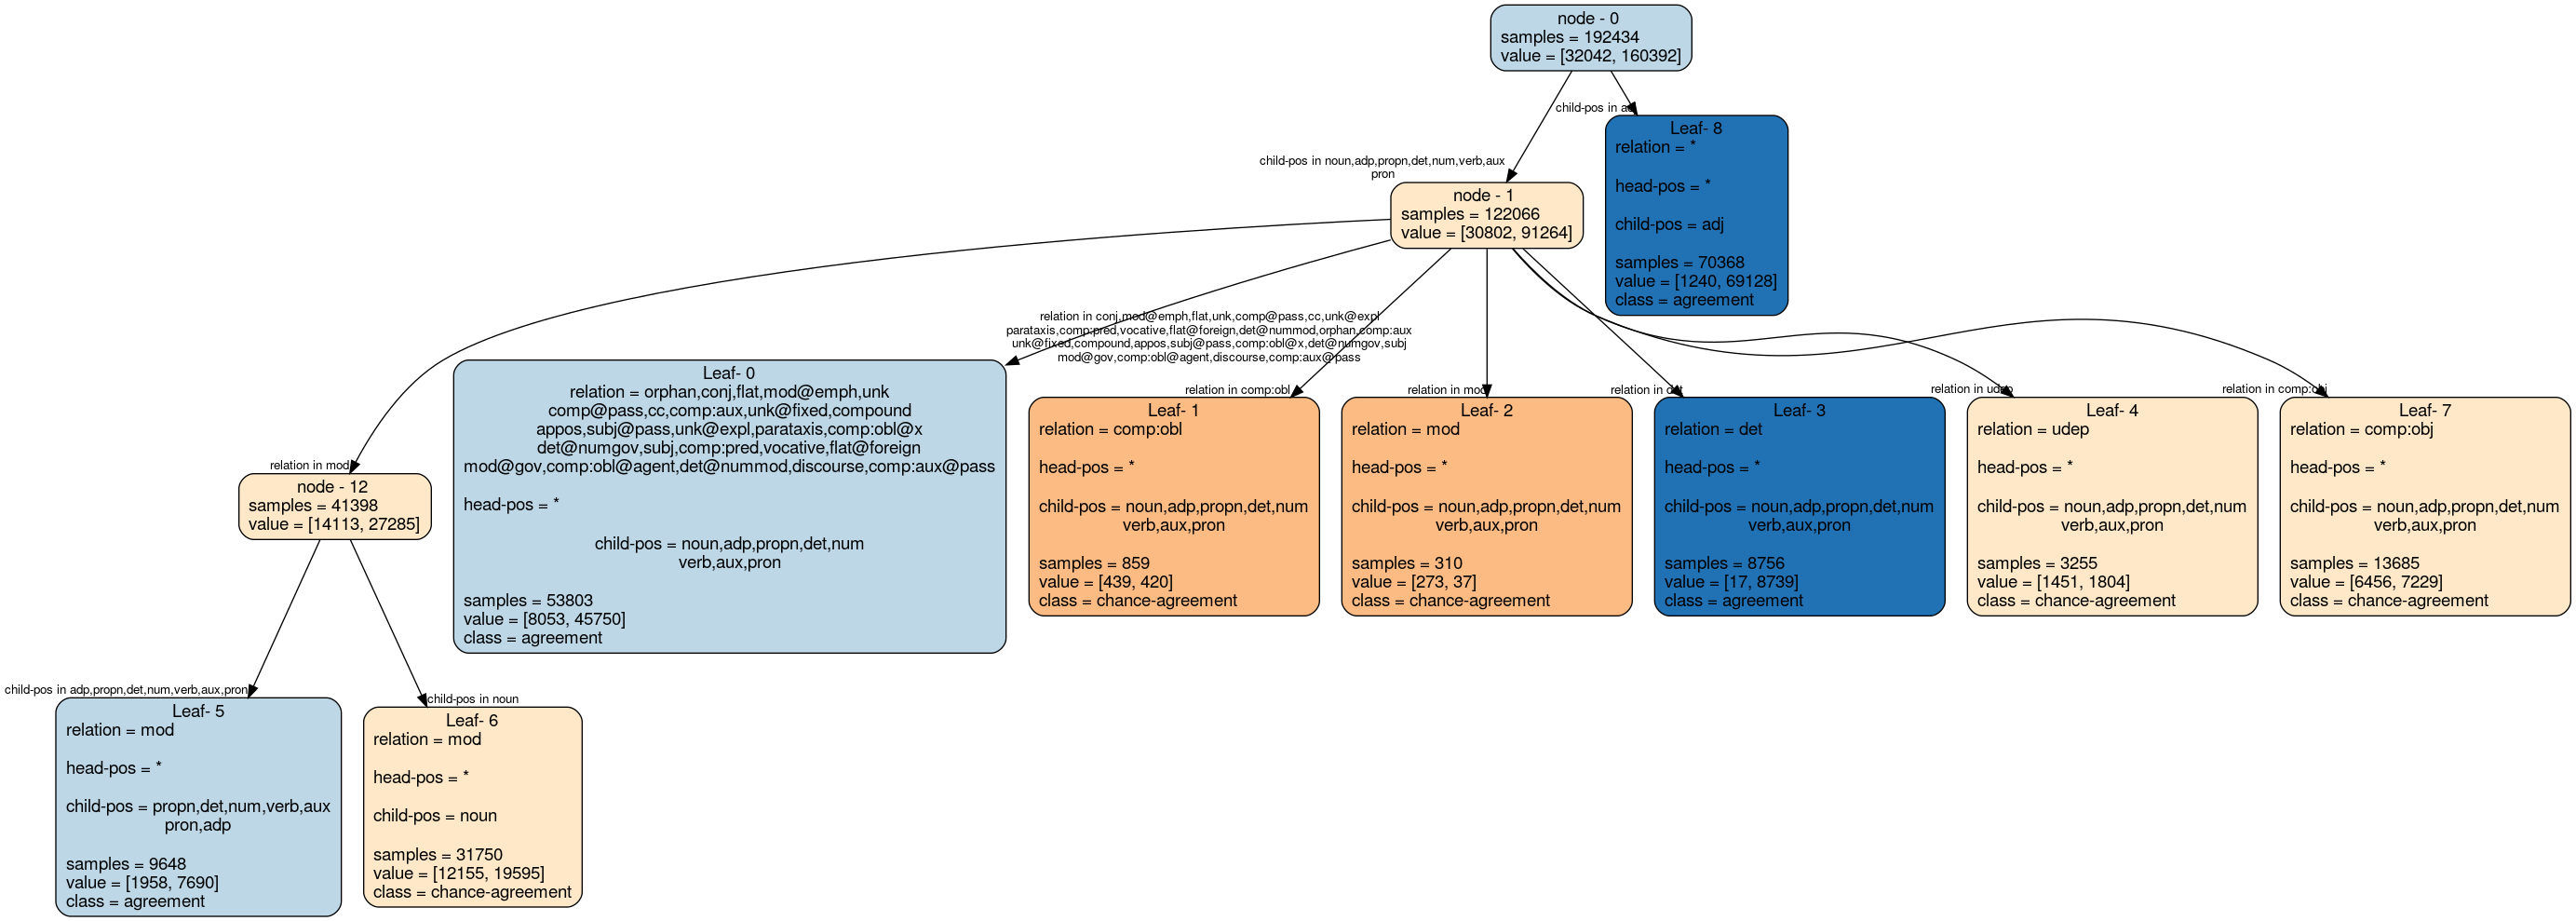 node - 0
samples = 192434
value = [32042, 160392]
child-pos in
Leaf- 8
relation = *
head-pos = *
child-pos = adj
samples = 70368
value = [1240, 69128]
class = agreement
child-pos in noun,adp,propn,det,num,verb,aux
pron
node - 1
samples = 122066
value = [30802, 91264]
relation in conj,mod@emph,flat,unk,comp@pass,cc,unk@expl
parataxis,comp:pred,vocative,flat@foreign,det@nummod,orphan,comp:aux
unk@fixed,compound,appos,subj@pass,comp:obl@x,det@numgov,subj
mod@gov,comp:obl@agent,discourse,comp:aux@pass
relation in mod
node - 12
samples = 41398
value = [14113, 27285]
Leaf- 0
relation = orphan,conj,flat,mod@emph,unk
comp@pass,cc,comp:aux,unk@fixed,compound
appos,subj@pass,unk@expl,parataxis,comp:obl@x
det@numgov,subj,comp:pred,vocative,flat@foreign
mod@gov,comp:obl@agent,det@nummod,discourse,comp:aux@pass
head-pos = *
child-pos = noun,adp,propn,det,num
verb,aux,pron
samples = 53803
value = [8053, 45750]
class = agreement
relation in comp:obl
Leaf- 1
relation = comp:obl
head-pos = *
child-pos = noun,adp,propn,det,num
verb,aux,pron
samples = 859
value = [439, 420]
class = chance-agreement
relation in mod
Leaf- 2
relation = mod
head-pos = *
child-pos = noun,adp,propn,det,num
verb,aux,pron
samples = 310
value = [273, 37]
class = chance-agreement
relation in det
Leaf- 3
relation = det
head-pos = *
child-pos = noun,adp,propn,det,num
verb,aux,pron
samples = 8756
value = [17, 8739]
class = agreement
relation in udep
Leaf- 4
relation = udep
head-pos = *
child-pos = noun,adp,propn,det,num
verb,aux,pron
samples = 3255
value = [1451, 1804]
class = chance-agreement
relation in comp:obj
Leaf- 7
relation = comp:obj
head-pos = *
child-pos = noun,adp,propn,det,num
verb,aux,pron
samples = 13685
value = [6456, 7229]
class = chance-agreement
child-pos in adp,propn,det,num,verb,aux,pron
Leaf- 5
relation = mod
head-pos = *
child-pos = propn,det,num,verb,aux
pron,adp
samples = 9648
value = [1958, 7690]
class = agreement
child-pos in noun
Leaf- 6
relation = mod
head-pos = *
child-pos = noun
samples = 31750
value = [12155, 19595]
class = chance-agreement